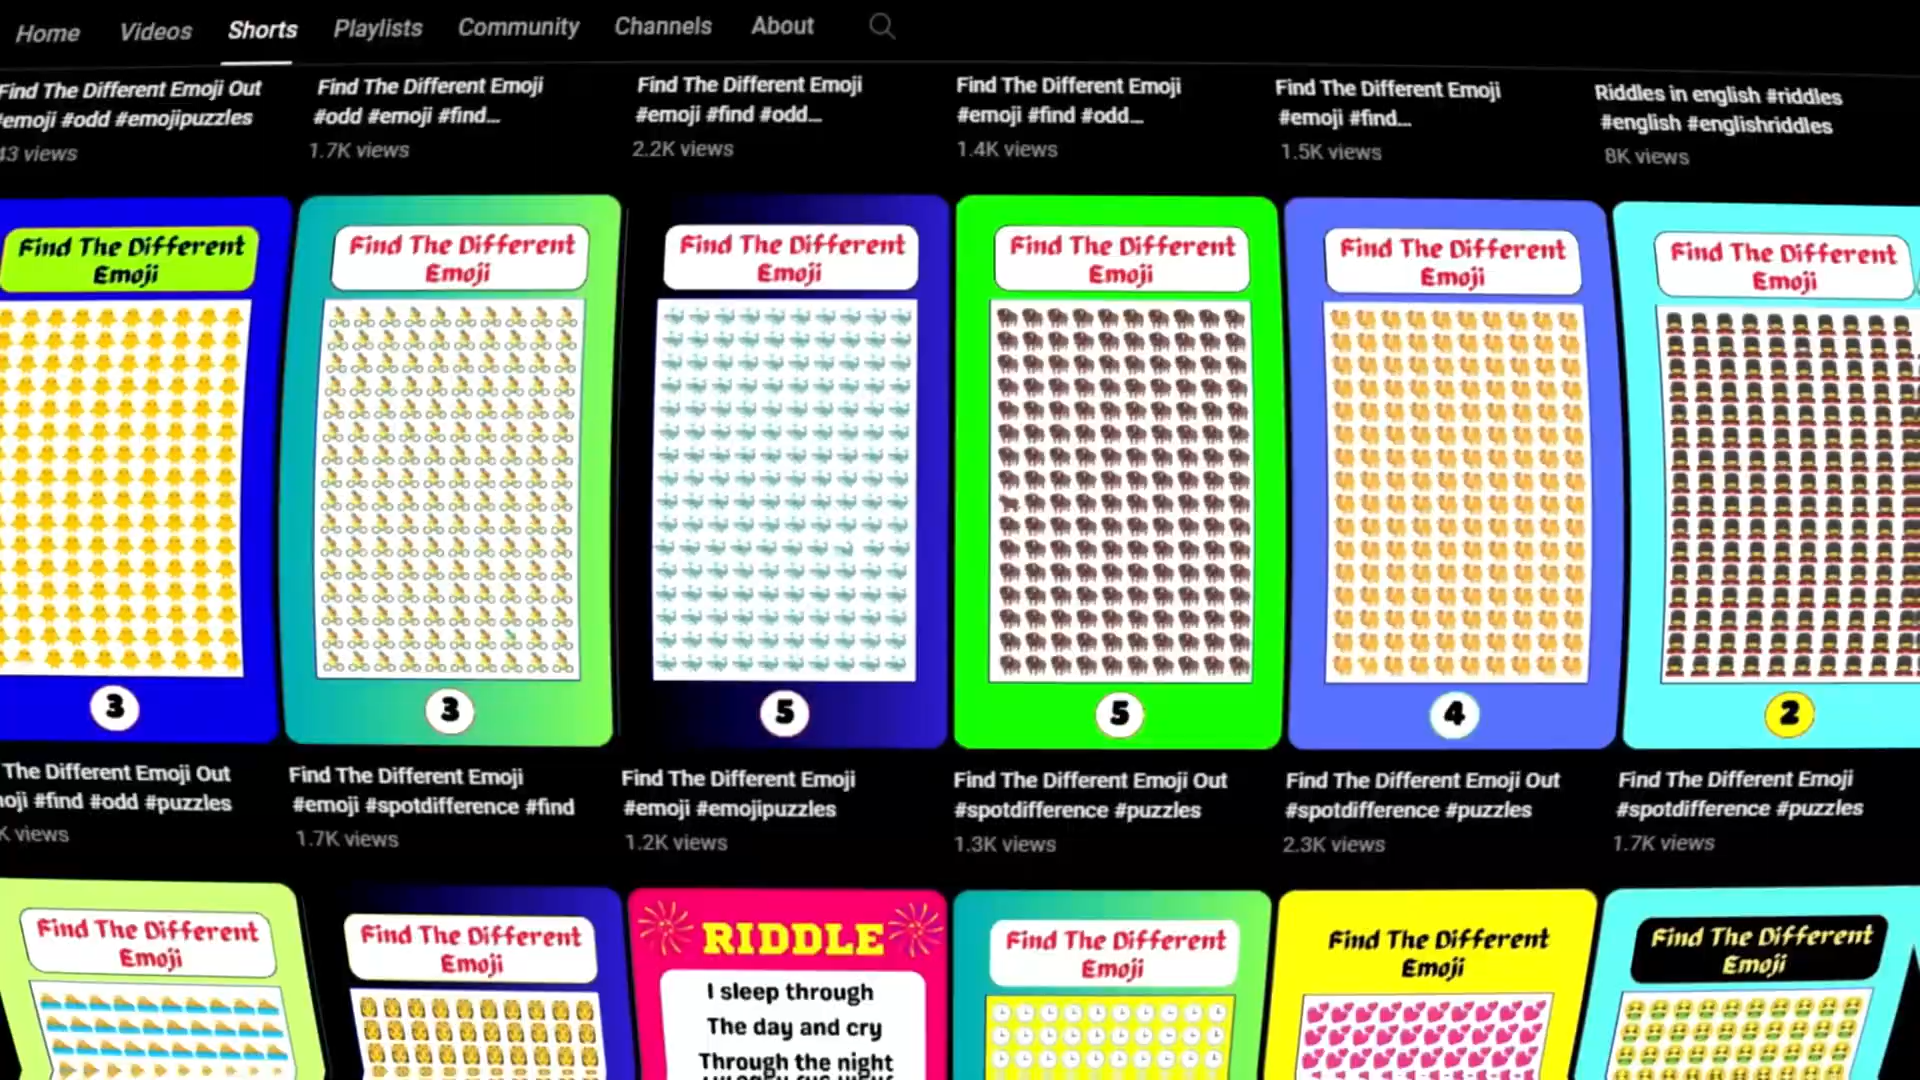 Home Videos Shorts Playlists Community Channels About
Find The Different Emoji Out
#emoji #odd #emojipuzzles
43 views
Find The Different Emoji
#odd #emoji #find...
1.7K views
Find The Different Emoji
#emoji #find #odd...
2.2K views
Find The Different Emoji
#emoji #find #odd...
1.4K views
Find The Different Emoji
#emoji #find...
1.5K views
Riddles in english #riddles
#english #englishriddles
8K views
Find The Different
Emoji
3
Find The Different
Emoji
3
Find The Different
Emoji
5
Find The Different
Emoji
5
Find The Different
Emoji
4
Find The Different
Emoji
2
The Different Emoji Out
#find #odd #puzzles
K views
Find The Different Emoji
#emoji #spotdifference #find
1.7K views
Find The Different Emoji
#emoji #emojipuzzles
1.2K views
Find The Different Emoji Out
#spotdifference #puzzles
1.3K views
Find The Different Emoji Out
#spotdifference #puzzles
2.3K views
Find The Different Emoji
#spotdifference #puzzles
1.7K views
Find The Different
Emoji
Find The Different
Emoji
RIDDLE
I sleep through
The day and cry
Through the night
Find The Different
Emoji
Find The Different
Emoji
Find The Different
Emoji